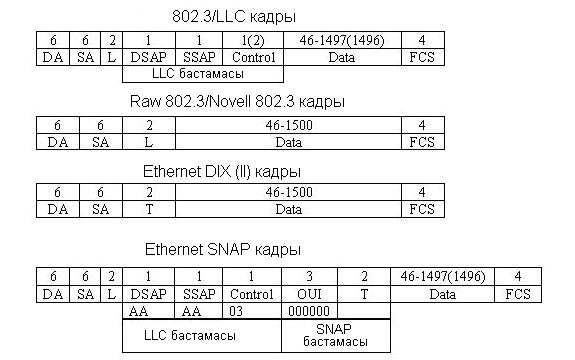 802.3/LLC кадры
6 6 2 1 1 1(2) 46-1497(1496) 4
DA SA L DSAP SSAP Control Data FCS
LLC бастамасы
Raw 802.3/Novell 802.3 кадры
6 6 2 46-1500 4
DA SA L Data FCS
Ethernet DIX (II) кадры
6 6 2 46-1500 4
DA SA T Data FCS
Ethernet SNAP кадры
6 6 2 1 1 1 3 2 46-1497(1496) 4
DA SA L DSAP SSAP Control OUI T Data FCS
AA AA 03 000000
LLC бастамасы SNAP
бастамасы